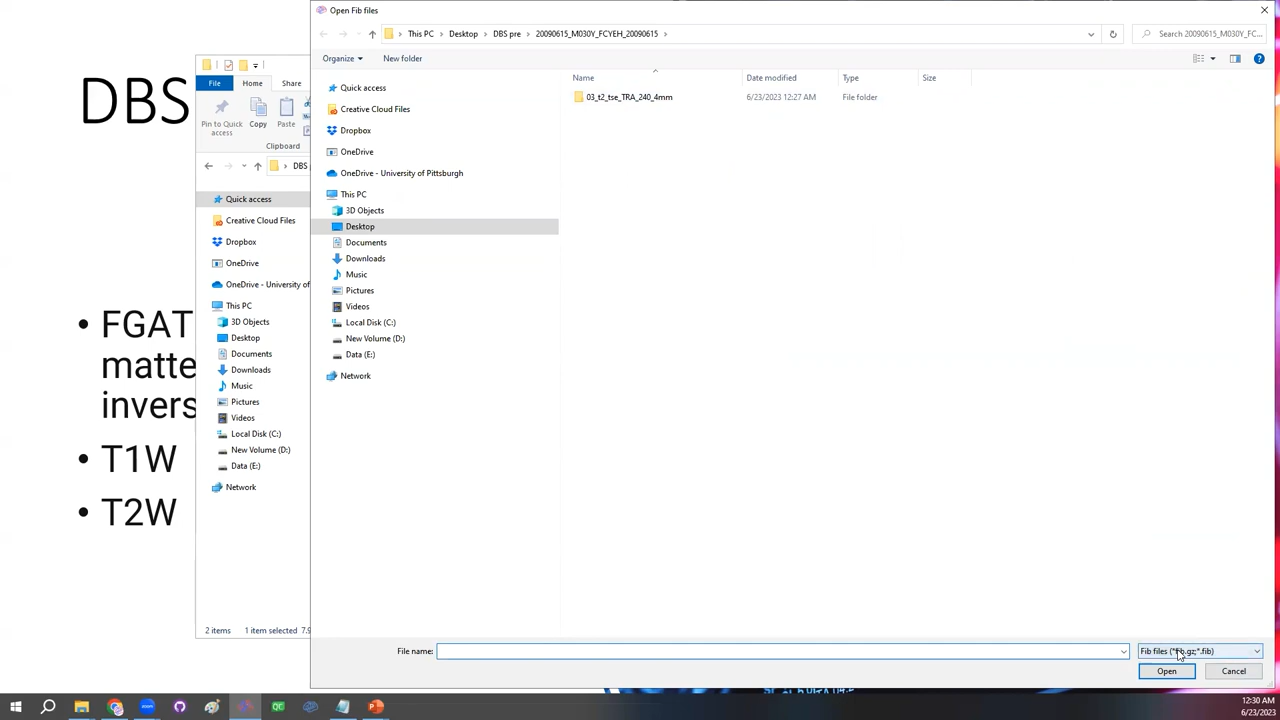 Open Fib files
This PC
Desktop
DBS pre
20090615_M030Y_FCYEH_20090615
Search 20090615_M030Y_FC...
Organize
New folder
Name
Date modified
Type
Size
Quick access
03_t2_tse_TRA_240_4mm
6/23/2023 12:27 AM
File folder
Creative Cloud Files
Dropbox
OneDrive
OneDrive - University of Pittsburgh
This PC
3D Objects
Desktop
Documents
Downloads
Music
Pictures
Videos
Local Disk (C:)
New Volume (D:)
Data (E:)
Network
File name:
Open
Cancel
DBS
• FGAT
matte
invers
• T1W
• T2W
File
Home
Share
Pin to Quick
access
Copy
Paste
Clipboard
DBS
Quick access
Creative Cloud Files
Dropbox
OneDrive
OneDrive - University of
This PC
3D Objects
Desktop
Documents
Downloads
Music
Pictures
Videos
Local Disk (C:)
New Volume (D:)
Data (E:)
Network
2 items
1 item selected
12:30 AM
6/23/2023